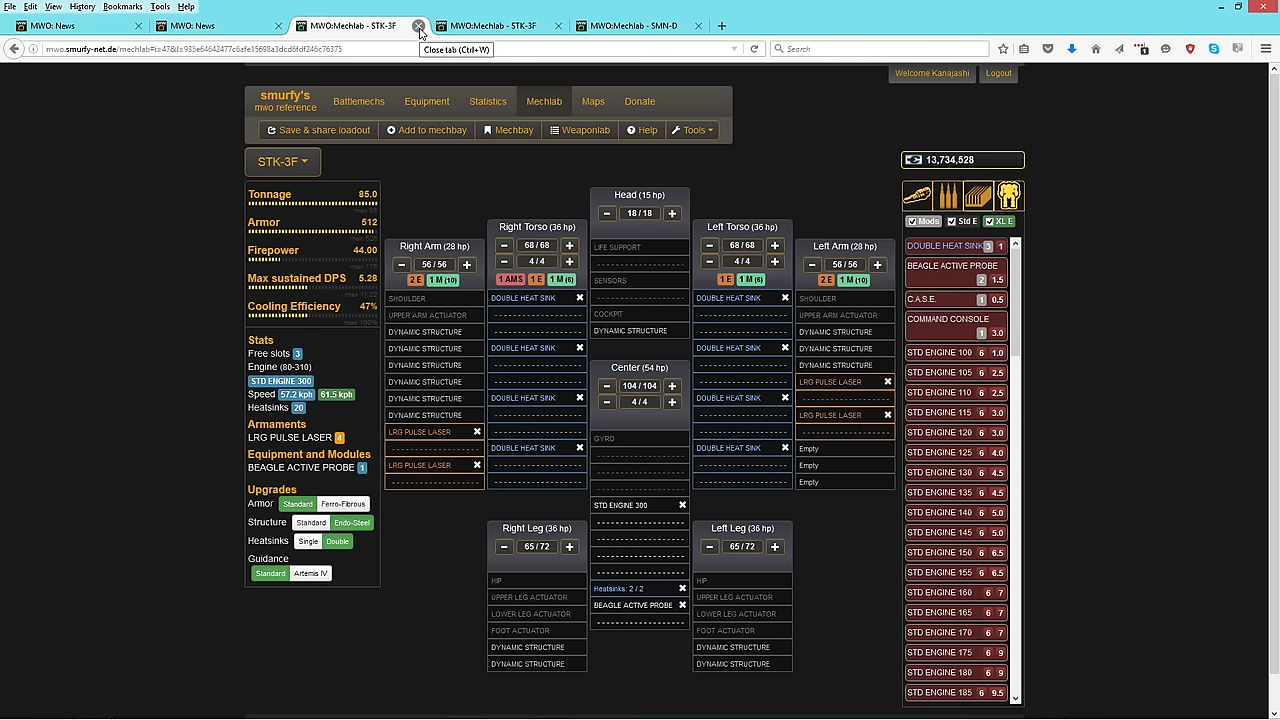 File Edit View History Bookmarks Tools Help
MWO: News
MWO: News
MWO:Mechlab - STK-3F
MWO:Mechlab - STK-3F
MWO:Mechlab - SMN-D
Close tab (Ctrl+W)
Search
Welcome Kanajashi
Logout
smurfy's
mwo reference
Battlemechs Equipment Statistics Mechlab Maps Donate
Save & share loadout Add to mechbay Mechbay Weaponlab Help Tools
STK-3F
13,734,528
Tonnage 85.0
Armor 512
Firepower 44.00
Max sustained DPS 5.28
Cooling Efficiency 47%
max 100%
Stats
Free slots 3
Engine (80-310)
STD ENGINE 300
Speed 57.2 kph 61.5 kph
Heatsinks 20
Armaments
LRG PULSE LASER 4
Equipment and Modules
BEAGLE ACTIVE PROBE 1
Upgrades
Armor Standard Ferro-Fibrous
Structure Standard Endo-Steel
Heatsinks Single Double
Guidance
Standard Artemis IV
Right Arm (28 hp)
56 / 56
2 E 1 M (10)
SHOULDER
UPPER ARM ACTUATOR
DYNAMIC STRUCTURE
DYNAMIC STRUCTURE
DYNAMIC STRUCTURE
DYNAMIC STRUCTURE
DYNAMIC STRUCTURE
DYNAMIC STRUCTURE
LRG PULSE LASER
LRG PULSE LASER
Right Torso (36 hp)
68 / 68
4 / 4
1 AMS 1 E 1 M (6)
DOUBLE HEAT SINK
DOUBLE HEAT SINK
DOUBLE HEAT SINK
DOUBLE HEAT SINK
Right Leg (36 hp)
65 / 72
HIP
UPPER LEG ACTUATOR
LOWER LEG ACTUATOR
FOOT ACTUATOR
DYNAMIC STRUCTURE
DYNAMIC STRUCTURE
Head (15 hp)
18 / 18
LIFE SUPPORT
SENSORS
COCKPIT
DYNAMIC STRUCTURE
Center (54 hp)
104 / 104
4 / 4
GYRO
STD ENGINE 300
Heatsinks: 2 / 2
BEAGLE ACTIVE PROBE
Left Torso (36 hp)
68 / 68
4 / 4
1 E 1 M (6)
DOUBLE HEAT SINK
DOUBLE HEAT SINK
DOUBLE HEAT SINK
DOUBLE HEAT SINK
Left Leg (36 hp)
65 / 72
HIP
UPPER LEG ACTUATOR
LOWER LEG ACTUATOR
FOOT ACTUATOR
DYNAMIC STRUCTURE
DYNAMIC STRUCTURE
Left Arm (28 hp)
56 / 56
2 E 1 M (10)
SHOULDER
UPPER ARM ACTUATOR
DYNAMIC STRUCTURE
DYNAMIC STRUCTURE
DYNAMIC STRUCTURE
LRG PULSE LASER
LRG PULSE LASER
Empty
Empty
Empty
Mods Std E XL E
DOUBLE HEAT SINK 3 1
BEAGLE ACTIVE PROBE
2 1.5
C.A.S.E. 1 0.5
COMMAND CONSOLE
1 3.0
STD ENGINE 100 6 1.0
STD ENGINE 105 6 2.5
STD ENGINE 110 6 2.5
STD ENGINE 115 6 3.0
STD ENGINE 120 6 3.0
STD ENGINE 125 6 4.0
STD ENGINE 130 6 4.5
STD ENGINE 135 6 4.5
STD ENGINE 140 6 5.0
STD ENGINE 145 6 5.0
STD ENGINE 150 6 6.5
STD ENGINE 155 6 6.5
STD ENGINE 160 6 7
STD ENGINE 165 6 7
STD ENGINE 170 6 7
STD ENGINE 175 6 9
STD ENGINE 180 6 9
STD ENGINE 185 6 9.5